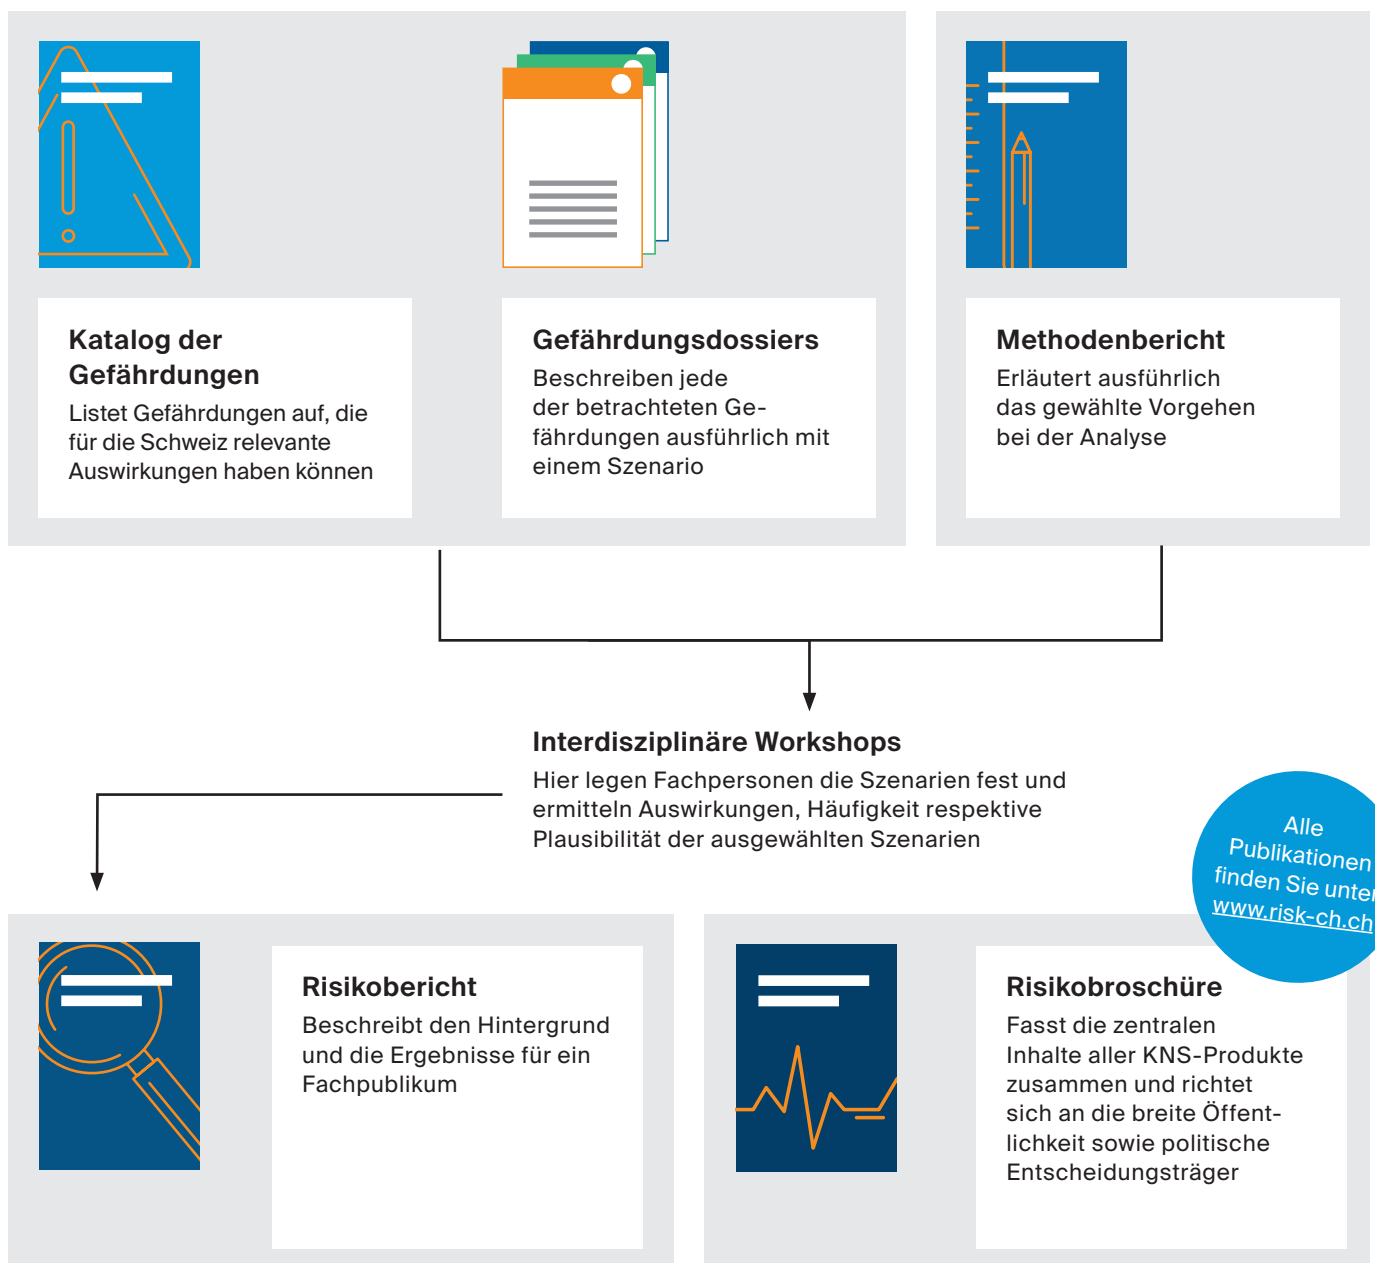 Katalog der
Gefährdungen
Listet Gefährdungen auf, die
für die Schweiz relevante
Auswirkungen haben können
Gefährdungsdossiers
Beschreiben jede
der betrachteten Ge-
fährdungen ausführlich mit
einem Szenario
Methodenbericht
Erläutert ausführlich
das gewählte Vorgehen
bei der Analyse
Interdisziplinäre Workshops
Hier legen Fachpersonen die Szenarien fest und
ermitteln Auswirkungen, Häufigkeit respektive
Plausibilität der ausgewählten Szenarien
Alle
Publikationen
finden Sie unter
www.risk-ch.ch
Risikobericht
Beschreibt den Hintergrund
und die Ergebnisse für ein
Fachpublikum
Risikobroschüre
Fasst die zentralen
Inhalte aller KNS-Produkte
zusammen und richtet
sich an die breite Öffent-
lichkeit sowie politische
Entscheidungsträger